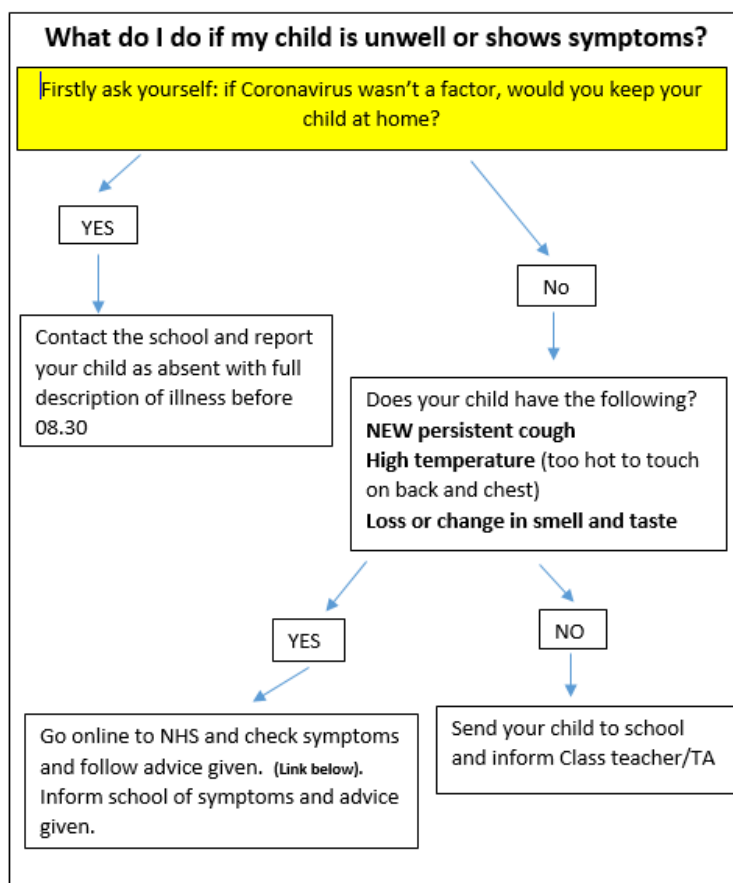 What do I do if my child is unwell or shows symptoms?
Firstly ask yourself: if Coronavirus wasn't a factor, would you keep your
child at home?
YES
No
Contact the school and report
your child as absent with full
description of illness before
08.30
Does your child have the following?
NEW persistent cough
High temperature (too hot to touch
on back and chest)
Loss or change in smell and taste
YES
NO
Go online to NHS and check symptoms
and follow advice given. (Link below).
Inform school of symptoms and advice
given.
Send your child to school
and inform Class teacher/TA